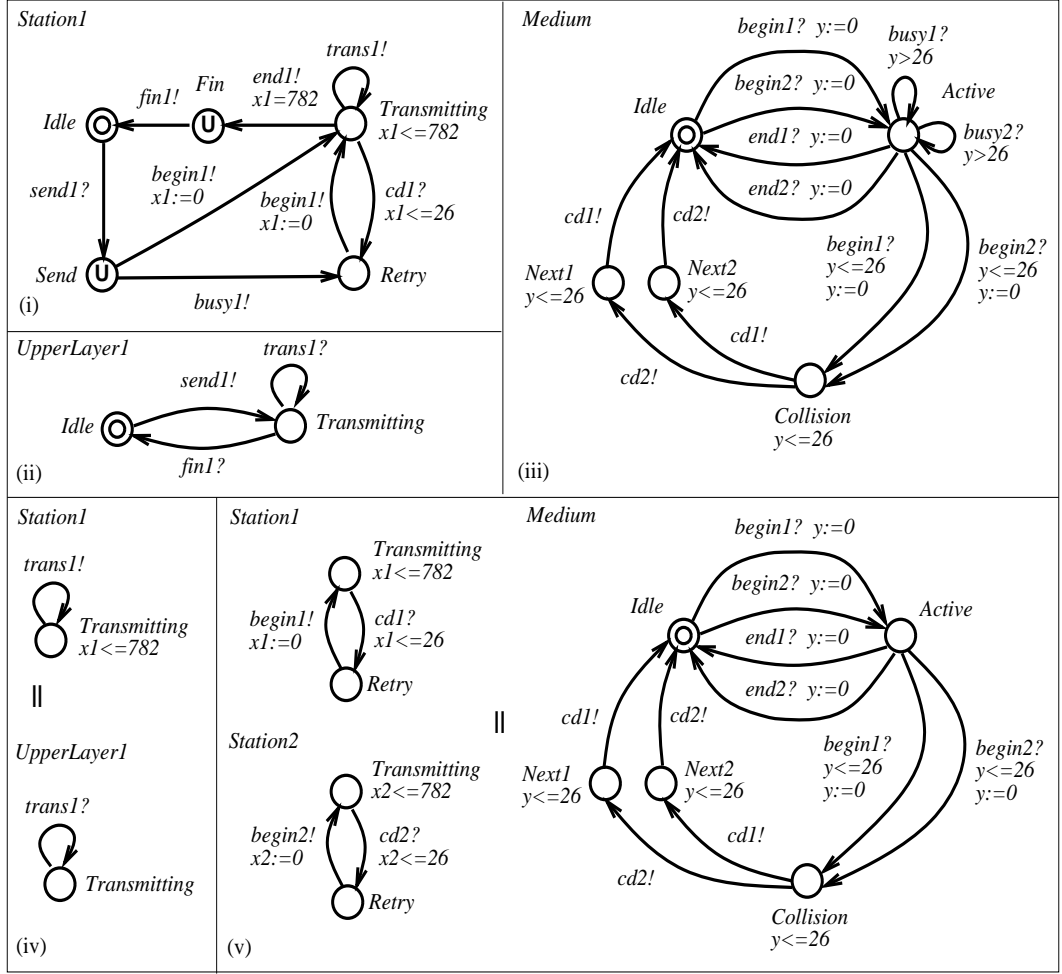 Station1
trans1!
Fin
end1!
x1=782
fin1!
Idle
U
Transmitting
x1<=782
send1?
begin1!
x1:=0
begin1!
x1:=0
cd1?
x1<=26
Send
U
Retry
busy1!
(i)
UpperLayer1
trans1?
send1!
Idle
Transmitting
fin1?
(ii)
Medium
begin1? y:=0
busy1?
y>26
begin2? y:=0
Idle
Active
end1? y:=0
busy2?
y>26
end2? y:=0
cd1!
cd2!
begin1?
y<=26
y:=0
begin2?
y<=26
y:=0
Next1
y<=26
Next2
y<=26
cd1!
cd2!
Collision
y<=26
(iii)
Station1
trans1!
Transmitting
x1<=782
||
UpperLayer1
trans1?
Transmitting
(iv)
Station1
Transmitting
x1<=782
begin1!
x1:=0
cd1?
x1<=26
Retry
Station2
Transmitting
x2<=782
begin2!
x2:=0
cd2?
x2<=26
Retry
(v)
||
Medium
begin1? y:=0
begin2? y:=0
Idle
Active
end1? y:=0
end2? y:=0
cd1!
cd2!
begin1?
y<=26
y:=0
begin2?
y<=26
y:=0
Next1
y<=26
Next2
y<=26
cd1!
cd2!
Collision
y<=26